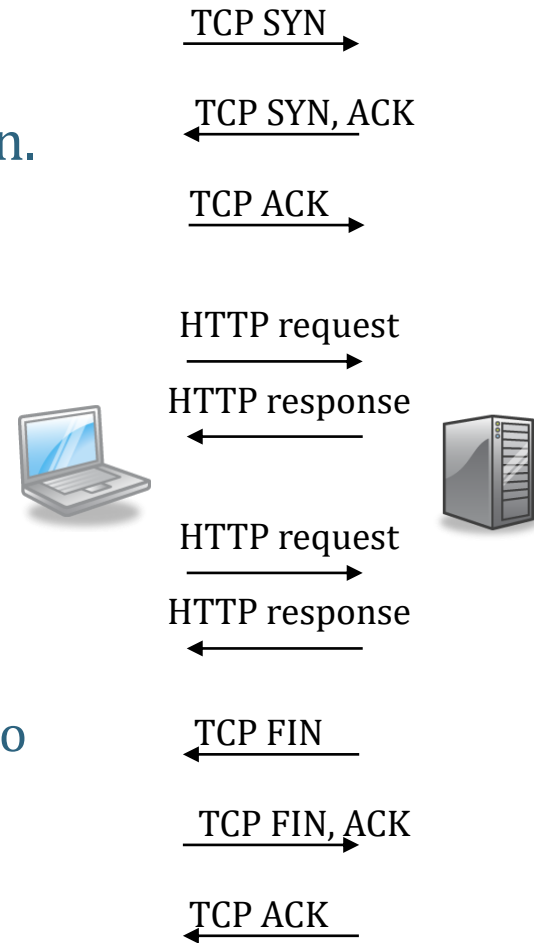 TCP SYN
TCP SYN, ACK
n.
TCP ACK
HTTP request
HTTP response
HTTP request
HTTP response
o
TCP FIN
TCP FIN, ACK
TCP ACK